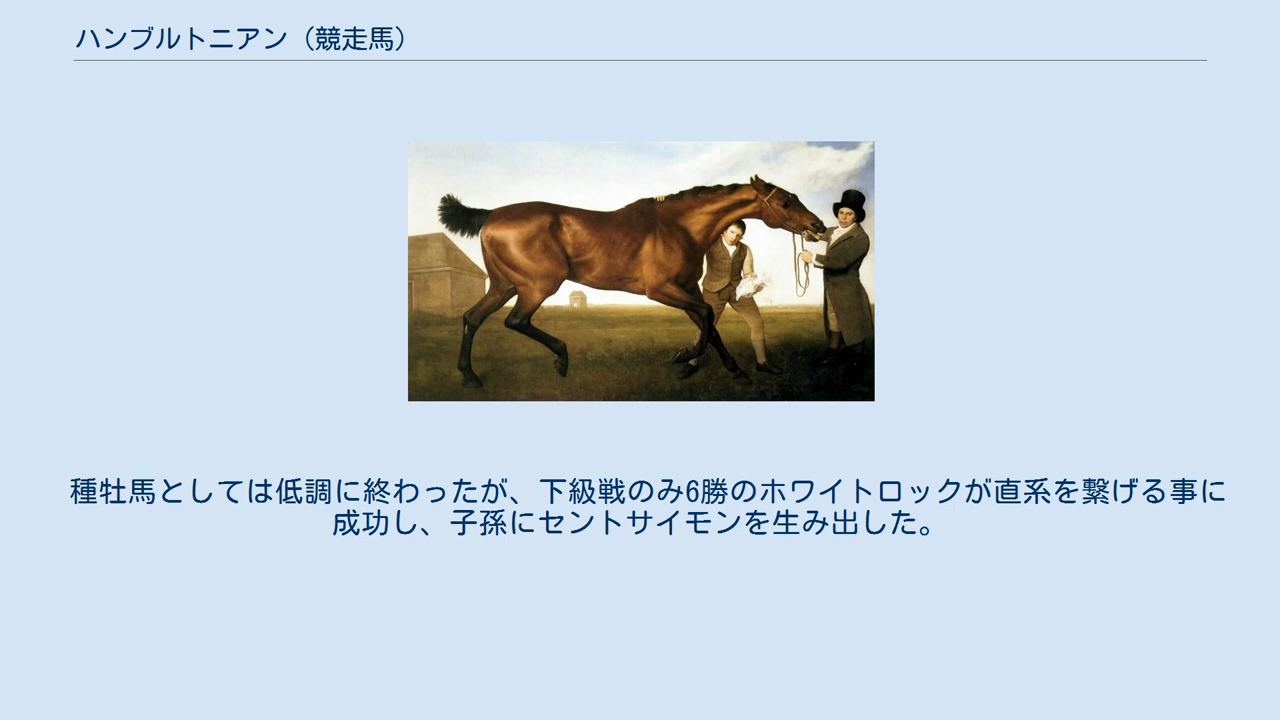 ハンブルトニアン（競走馬）
種牡馬としては低調に終わったが、下級戦のみ6勝のホワイトロックが直系を繋げる事に
成功し、子孫にセントサイモンを生み出した。